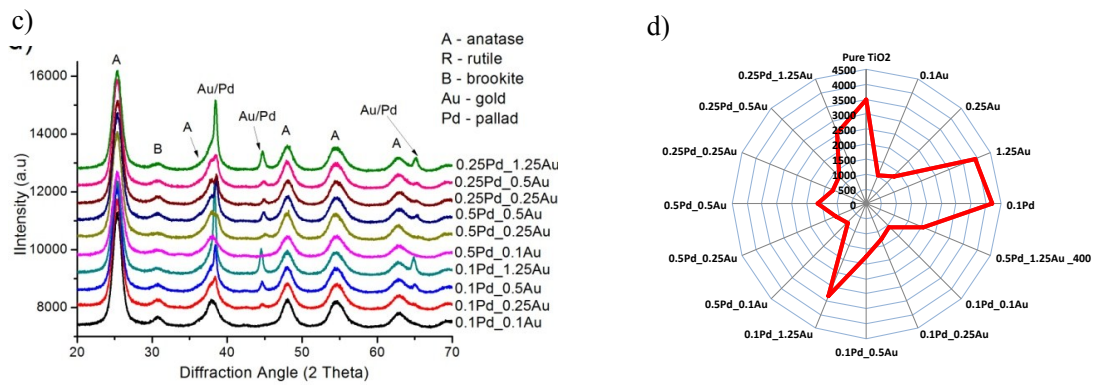 c)
d)
A - anatase
R - rutile
B - brookite
Au - gold
Pd - pallad
A
B
A
Au/Pd
Au/Pd
A
A
Au/Pd
A
IIntensity (a.u)
16000
14000
12000
10000
8000
0.25Pd_1.25Au
0.25Pd_0.5Au
0.25Pd_0.25Au
0.5Pd_0.5Au
0.5Pd_0.25Au
0.5Pd_0.1Au
0.1Pd_1.25Au
0.1Pd_0.5Au
0.1Pd_0.25Au
0.1Pd_0.1Au
20 30 40 50 60 70
Diffraction Angle (2 Theta)
d)
Pure TiO2
0.1Au
0.25Au
1.25Au
0.1Pd
0.5Pd_1.25Au _400
0.1Pd_0.1Au
0.1Pd_0.25Au
0.1Pd_0.5Au
0.1Pd_1.25Au
0.5Pd_0.1Au
0.5Pd_0.25Au
0.5Pd_0.5Au
0.25Pd_0.25Au
0.25Pd_0.5Au
0.25Pd_1.25Au
4500
4000
3500
3000
2500
2000
1500
1000
500
0